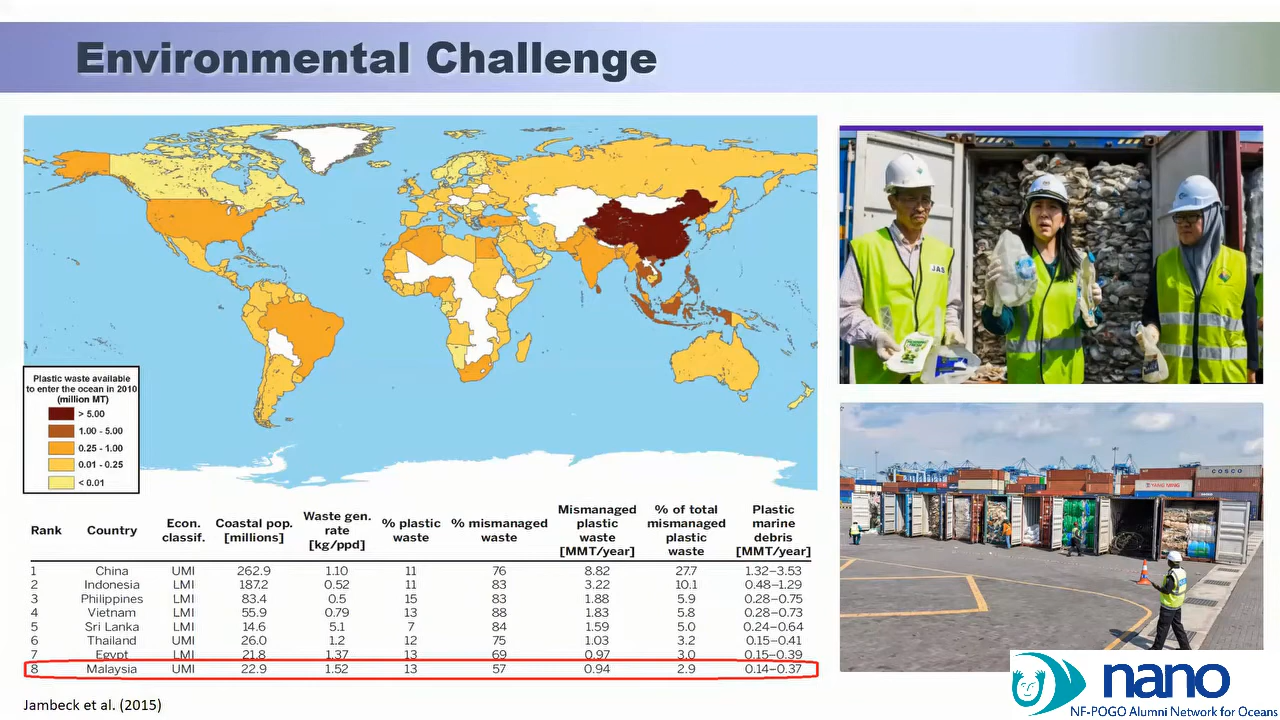 Environmental Challenge
Plastic waste available
to enter the ocean in 2010
(million MT)
> 5.00
1.00 - 5.00
0.25 - 1.00
0.01 - 0.25
< 0.01
JAS
COSCO
YANG MING
Rank Country Econ. classif. Coastal pop. [millions] Waste gen. rate [kg/ppd] % plastic waste % mismanaged waste Mismanaged plastic waste [MMT/year] % of total mismanaged plastic waste Plastic marine debris [MMT/year]
1 China UMI 262.9 1.10 11 76 8.82 27.7 1.32–3.53
2 Indonesia LMI 187.2 0.52 11 83 3.22 10.1 0.48–1.29
3 Philippines LMI 83.4 0.5 15 83 1.88 5.9 0.28–0.75
4 Vietnam LMI 55.9 0.79 13 88 1.83 5.8 0.28–0.73
5 Sri Lanka LMI 14.6 5.1 7 84 1.59 5.0 0.24–0.64
6 Thailand UMI 26.0 1.2 12 75 1.03 3.2 0.15–0.41
7 Egypt LMI 21.8 1.37 13 69 0.97 3.0 0.15–0.39
8 Malaysia UMI 22.9 1.52 13 57 0.94 2.9 0.14–0.37
Jambeck et al. (2015)
nano
NF-POGO Alumni Network for Oceans